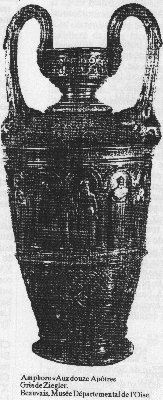 Amphore «Aux douze Apôtres
Grès de Ziegler.
Beauvais, Musée Départemental de l'Oise